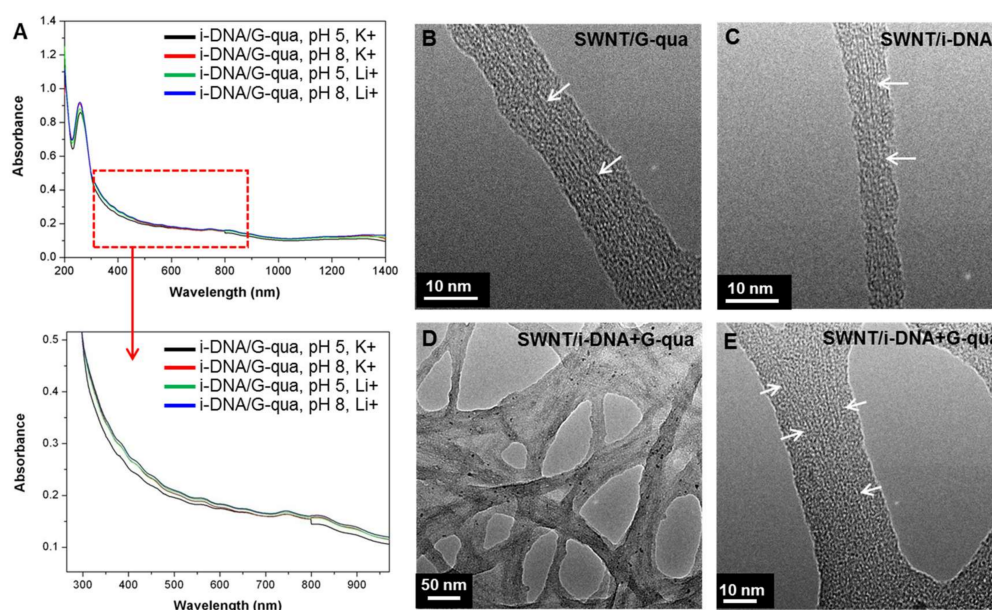 A
1.4
1.2
1.0
0.8
0.6
0.4
0.2
0.0
Absorbance
i-DNA/G-qua, pH 5, K+
i-DNA/G-qua, pH 8, K+
i-DNA/G-qua, pH 5, Li+
i-DNA/G-qua, pH 8, Li+
200 400 600 800 1000 1200 1400
Wavelength (nm)
0.5
0.4
0.3
0.2
0.1
Absorbance
i-DNA/G-qua, pH 5, K+
i-DNA/G-qua, pH 8, K+
i-DNA/G-qua, pH 5, Li+
i-DNA/G-qua, pH 8, Li+
300 400 500 600 700 800 900
Wavelength (nm)
B SWNT/G-qua
10 nm
C SWNT/i-DNA
10 nm
D SWNT/i-DNA+G-qua
50 nm
E SWNT/i-DNA+G-qua
10 nm